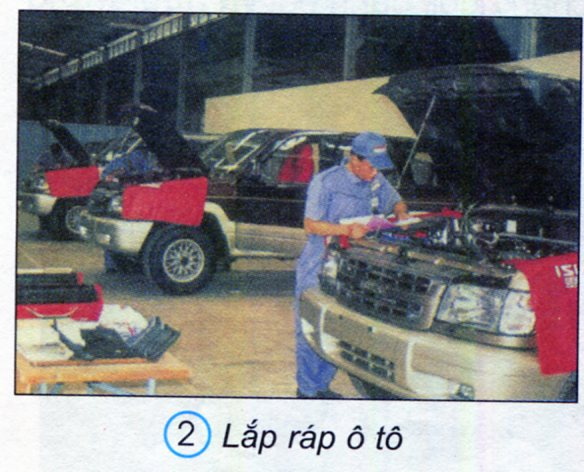 ② Lắp ráp ô tô